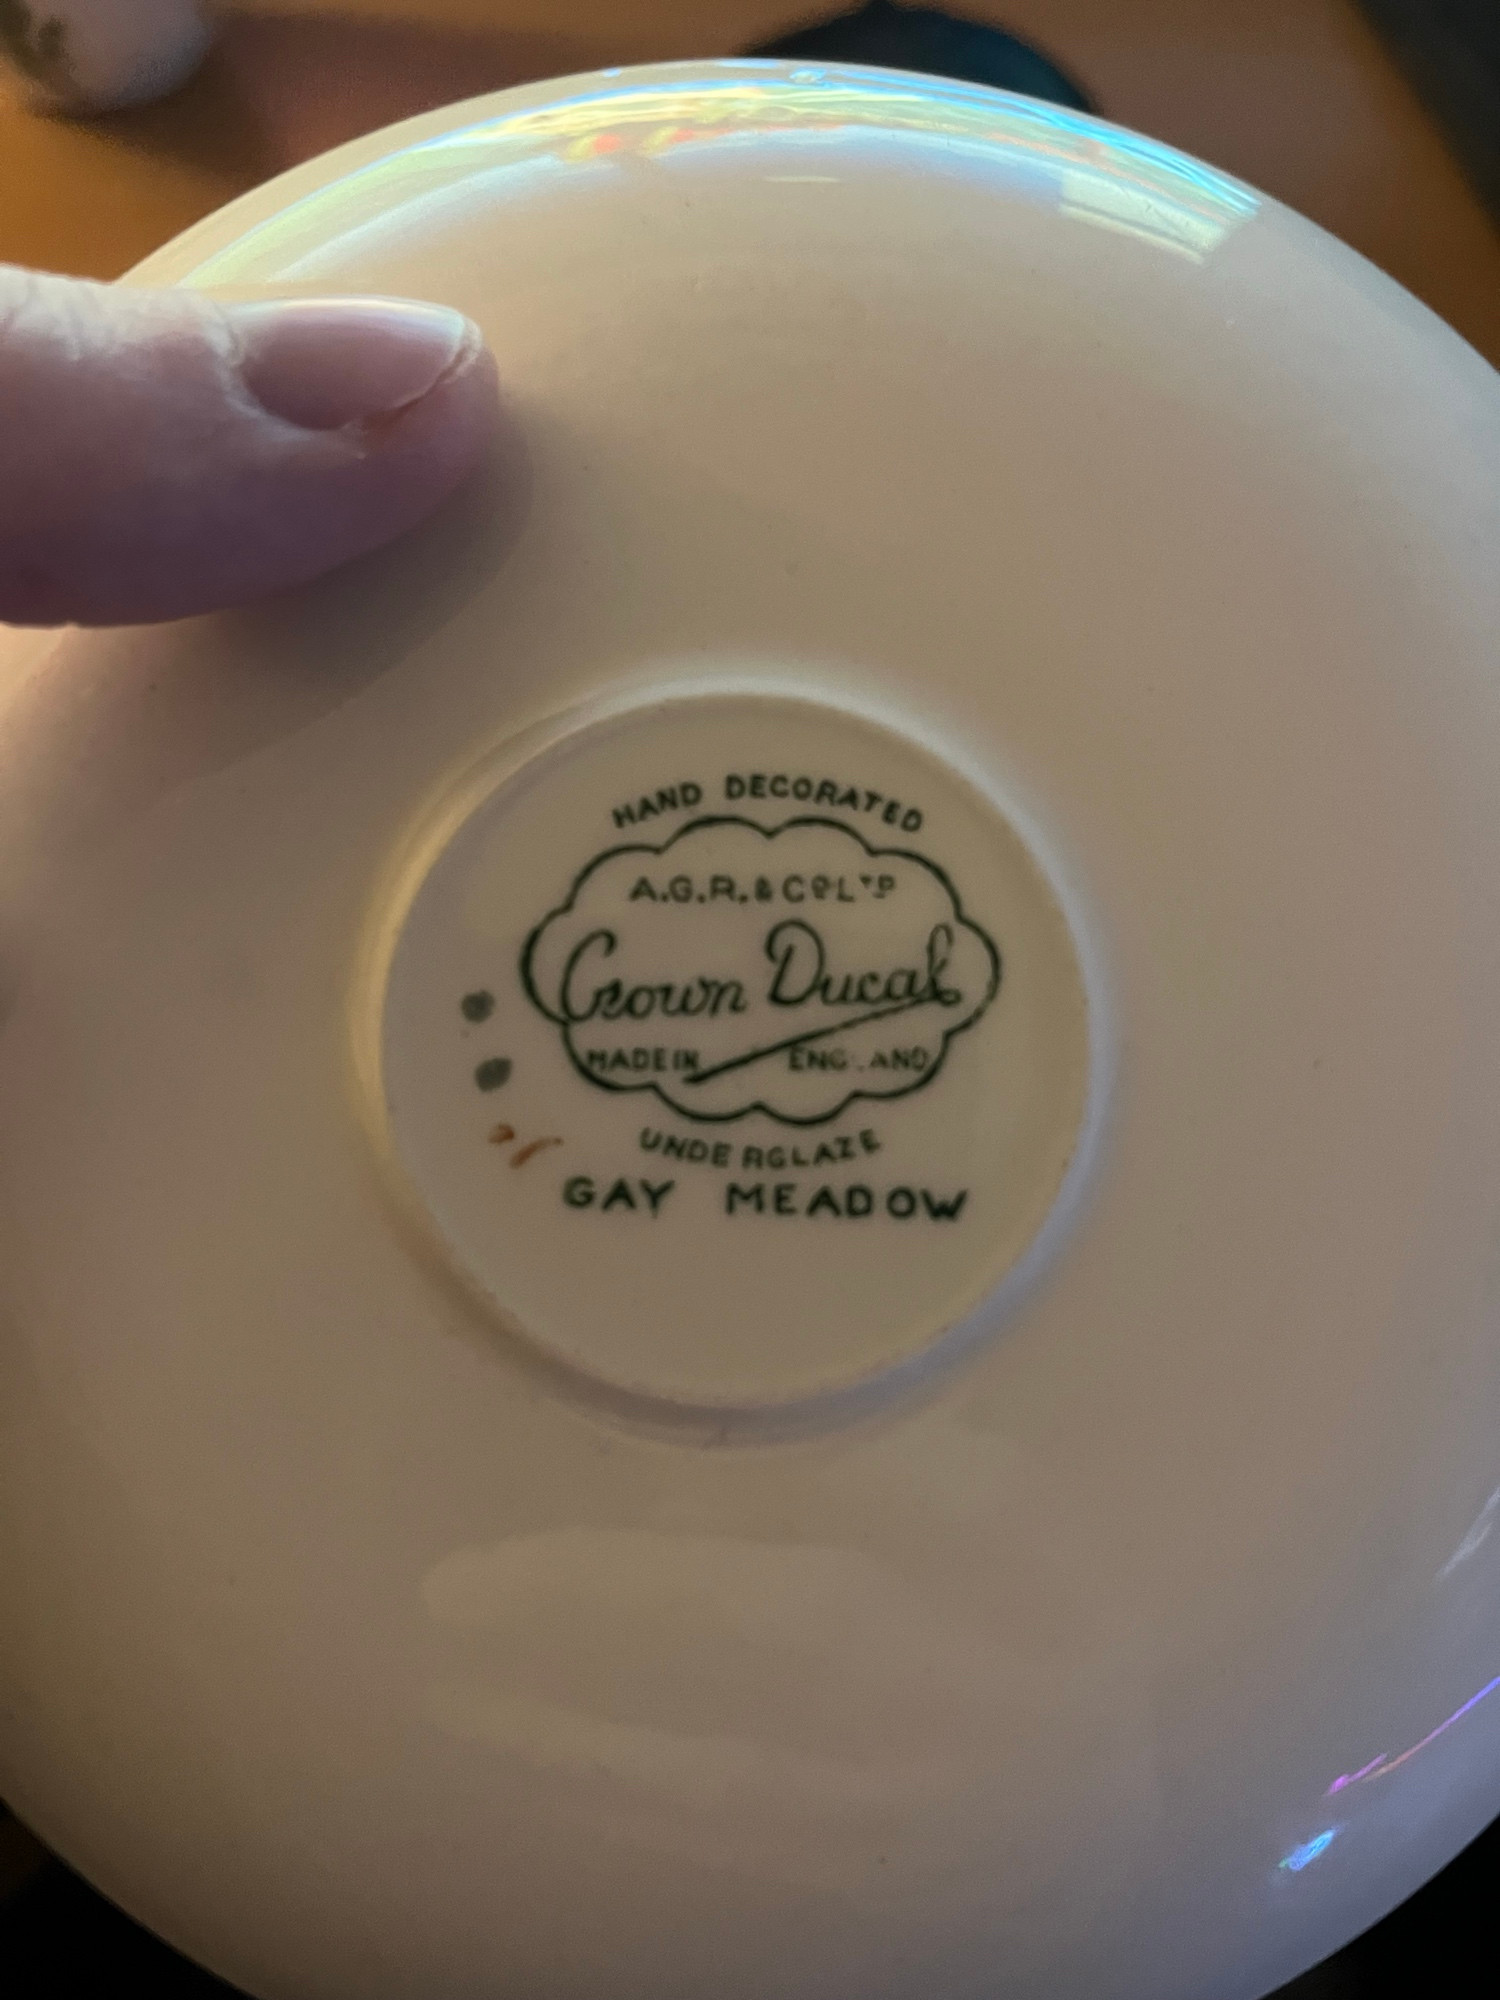 HAND DECORATED
A.G.R. & Cº LTD
Crown Ducal
MADE IN ENGLAND
UNDERGLAZE
GAY MEADOW